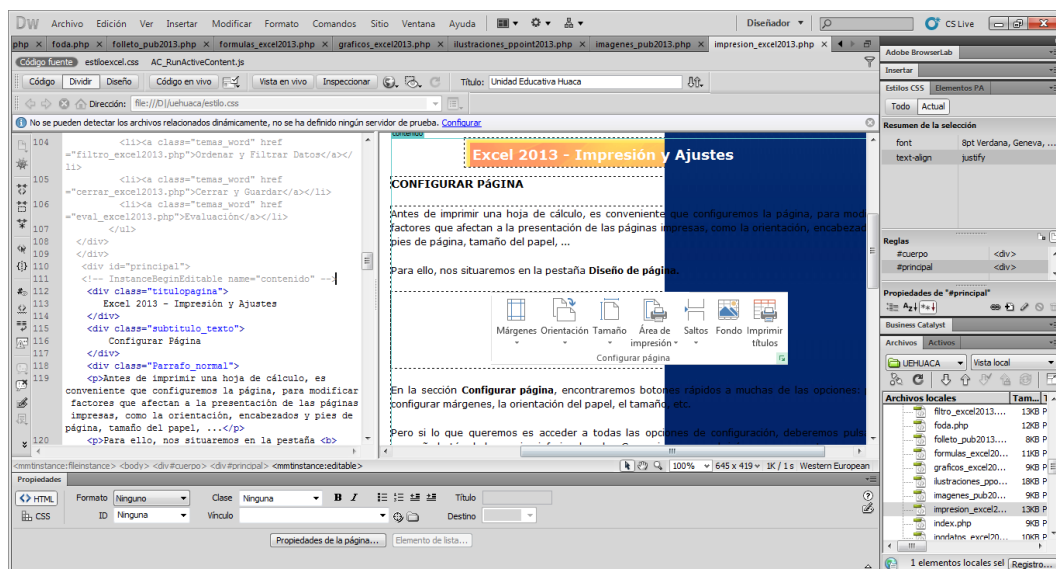 DW Archivo Edición Ver Insertar Modificar Formato Comandos Sitio Ventana Ayuda Diseñador CS Live
php × foda.php × folleto_pub2013.php × formulas_excel2013.php × graficos_excel2013.php × ilustraciones_ppoint2013.php × imagenes_pub2013.php × impresion_excel2013.php ×
Código fuente estiloexcel.css AC_RunActiveContent.js
Código Dividir Diseño Código en vivo Vista en vivo Inspeccionar Título: Unidad Educativa Huaca
Dirección: file:///D|/uehuaca/estilo.css
No se pueden detectar los archivos relacionados dinámicamente, no se ha definido ningún servidor de prueba. Configurar
104 <li><a class="temas_word" href
="filtro_excel2013.php">Ordenar y Filtrar Datos</a></
li>
105 <li><a class="temas_word" href
="cerrar_excel2013.php">Cerrar y Guardar</a></li>
106 <li><a class="temas_word" href
="eval_excel2013.php">Evaluación</a></li>
107 </ul>
108 </div>
109 </div>
110 <div id="principal">
111 <!-- InstanceBeginEditable name="contenido" -->
112 <div class="titulopagina">
113 Excel 2013 - Impresión y Ajustes
114 </div>
115 <div class="subtitulo_texto">
116 Configurar Página
117 </div>
118 <div class="Parrafo_normal">
119 <p>Antes de imprimir una hoja de cálculo, es
conveniente que configuremos la página, para modificar
factores que afectan a la presentación de las páginas
impresas, como la orientación, encabezados y pies de
página, tamaño del papel, ...</p>
120 <p>Para ello, nos situaremos en la pestaña <b>
contenido
Excel 2013 - Impresión y Ajustes
CONFIGURAR PáGINA
Antes de imprimir una hoja de cálculo, es conveniente que configuremos la página, para mod
factores que afectan a la presentación de las páginas impresas, como la orientación, encabezad
pies de página, tamaño del papel, ...
Para ello, nos situaremos en la pestaña Diseño de página.
Márgenes Orientación Tamaño Área de impresión Saltos Fondo Imprimir títulos
Configurar página
En la sección Configurar página, encontraremos botones rápidos a muchas de las opciones:
configurar márgenes, la orientación del papel, el tamaño, etc.
Pero si lo que queremos es acceder a todas las opciones de configuración, deberemos puls
<mmtinstance:fileinstance> <body> <div#cuerpo> <div#principal> <mmtinstance:editable>
100% 645 x 419 1K / 1 s Western European
Propiedades
<> HTML Formato Ninguno Clase Ninguna B I Título
CSS ID Ninguna Vínculo Destino
Propiedades de la página... Elemento de lista...
Adobe BrowserLab
Insertar
Estilos CSS Elementos PA
Todo Actual
Resumen de la selección
font 8pt Verdana, Geneva, ...
text-align justify
Reglas
#cuerpo <div>
#principal <div>
Propiedades de "#principal"
Business Catalyst
Archivos Activos
UEHUACA Vista local
Archivos locales Tam... T
filtro_excel2013.... 13KB P
foda.php 12KB P
folleto_pub2013.... 8KB P
formulas_excel20... 11KB P
graficos_excel20... 9KB P
ilustraciones_ppo... 18KB P
imagenes_pub20... 9KB P
impresion_excel2... 13KB P
index.php 9KB P
ingdatos_excel20... 10KB P
1 elementos locales sel Registro...